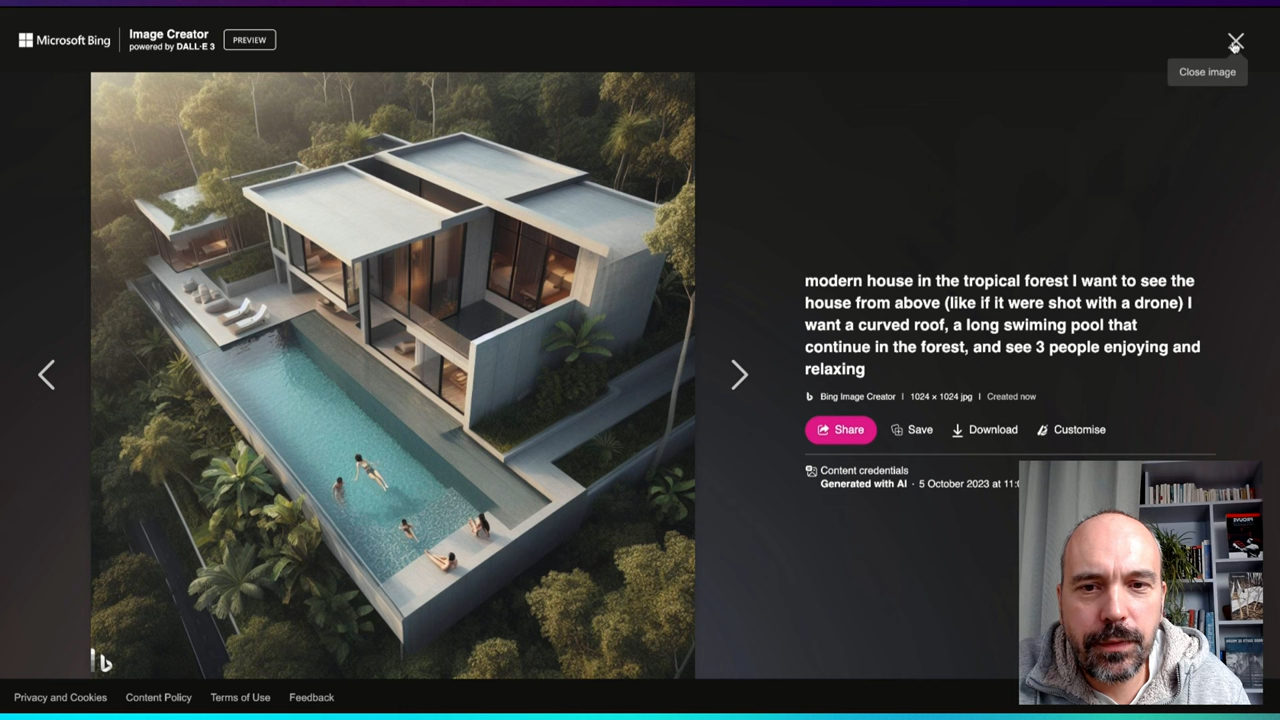 Microsoft Bing
Image Creator
powered by DALL·E 3
PREVIEW
Close image
modern house in the tropical forest I want to see the
house from above (like if it were shot with a drone) I
want a curved roof, a long swiming pool that
continue in the forest, and see 3 people enjoying and
relaxing
Bing Image Creator | 1024 × 1024 jpg | Created now
Share Save Download Customise
Content credentials
Generated with AI · 5 October 2023 at
Privacy and Cookies Content Policy Terms of Use Feedback